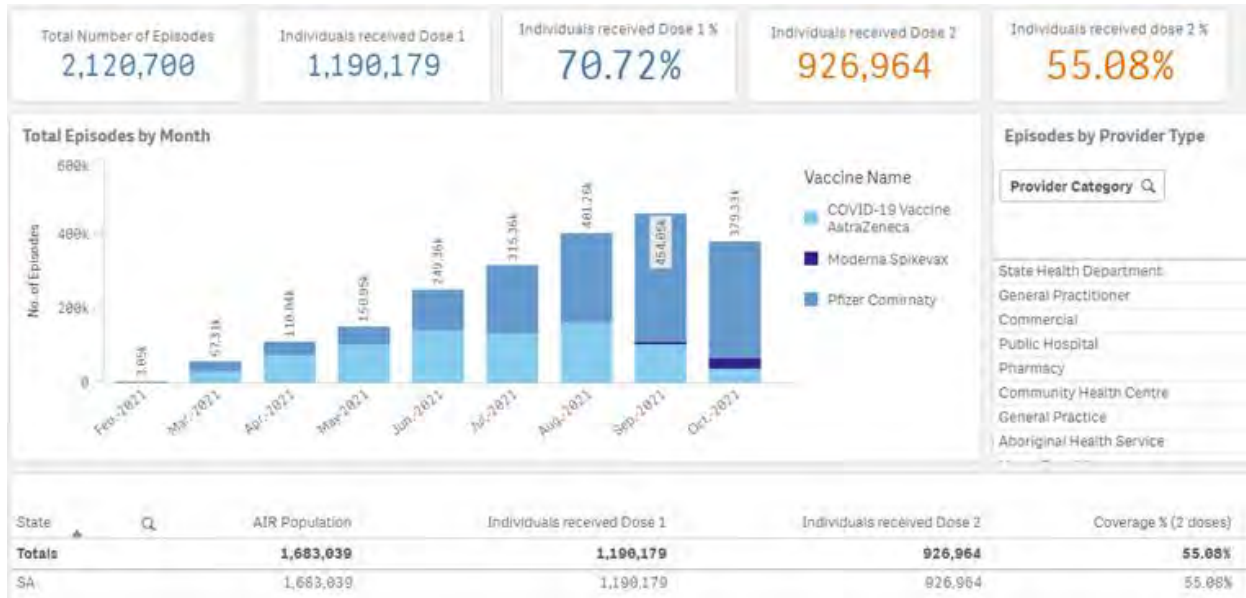 Total Number of Episodes
2,120,700
Individuals received Dose 1
1,190,179
Individuals received Dose 1 %
70.72%
Individuals received Dose 2
926,964
Individuals received dose 2 %
55.08%
Total Episodes by Month
600k
400k
200k
0
No. of Episodes
3.05k
57.31k
110.04k
150.95k
249.36k
315.36k
401.26k
454.05k
379.33k
Feb.-2021
Mar.-2021
Apr.-2021
May-2021
Jun.-2021
Jul.-2021
Aug.-2021
Sep.-2021
Oct.-2021
Vaccine Name
COVID-19 Vaccine
AstraZeneca
Moderna Spikevax
Pfizer Comirnaty
Episodes by Provider Type
Provider Category
State Health Department
General Practitioner
Commercial
Public Hospital
Pharmacy
Community Health Centre
General Practice
Aboriginal Health Service
State AIR Population Individuals received Dose 1 Individuals received Dose 2 Coverage % (2 doses)
Totals 1,683,039 1,190,179 926,964 55.08%
SA 1,683,039 1,190,179 926,964 55.08%